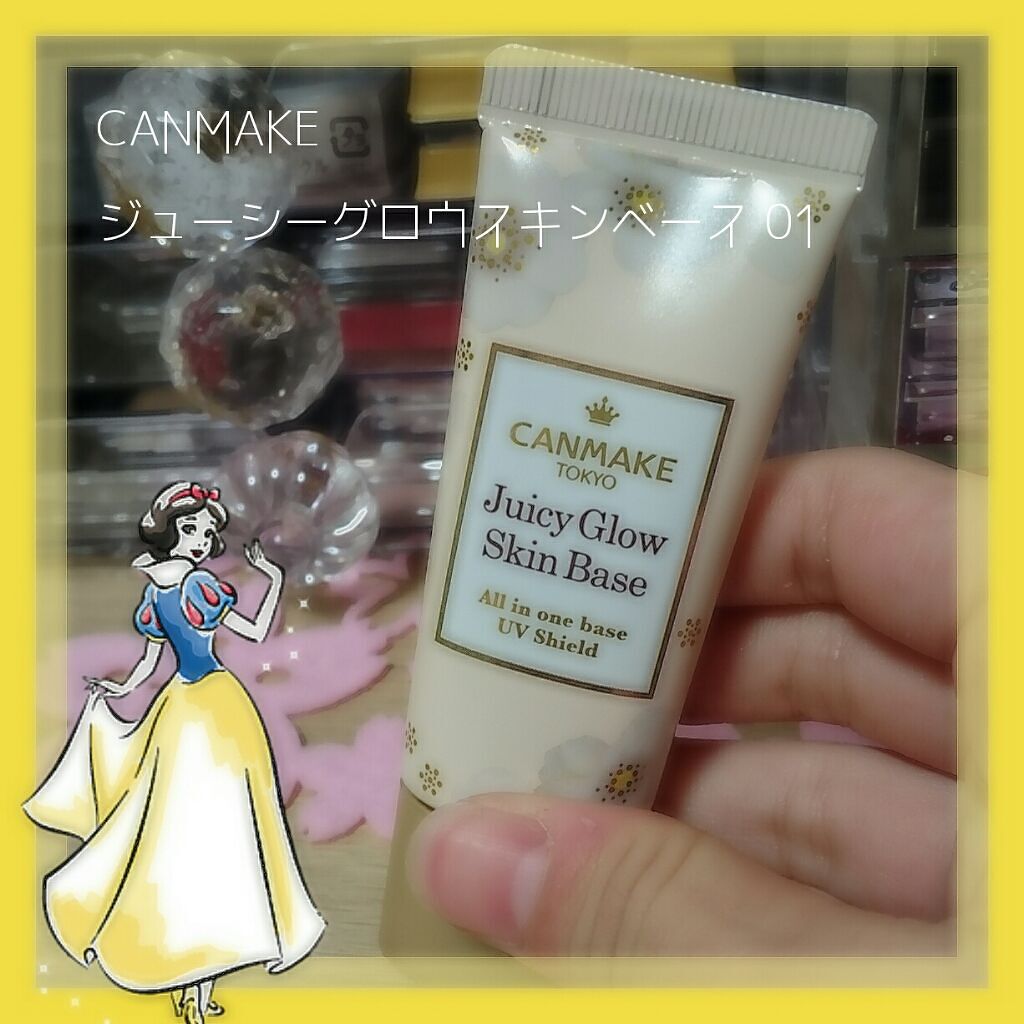 CANMAKE
ジューシーグロウスキンベース 01
CANMAKE
TOKYO
Juicy Glow
Skin Base
All in one base
UV Shield